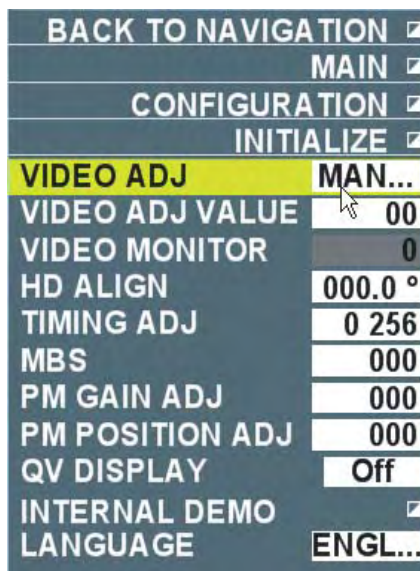 BACK TO NAVIGATION
MAIN
CONFIGURATION
INITIALIZE
VIDEO ADJ MAN...
VIDEO ADJ VALUE 00
VIDEO MONITOR 0
HD ALIGN 000.0 °
TIMING ADJ 0 256
MBS 000
PM GAIN ADJ 000
PM POSITION ADJ 000
QV DISPLAY Off
INTERNAL DEMO
LANGUAGE ENGL...